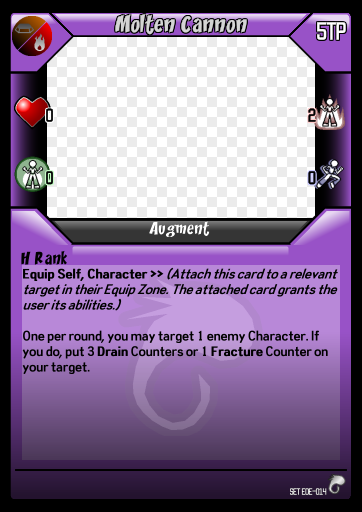 Molten Cannon
5TP
0
2
0
0
Augment
H Rank
Equip Self, Character >> (Attach this card to a relevant
target in their Equip Zone. The attached card grants the
user its abilities.)
One per round, you may target 1 enemy Character. If
you do, put 3 Drain Counters or 1 Fracture Counter on
your target.
SET EOE-014